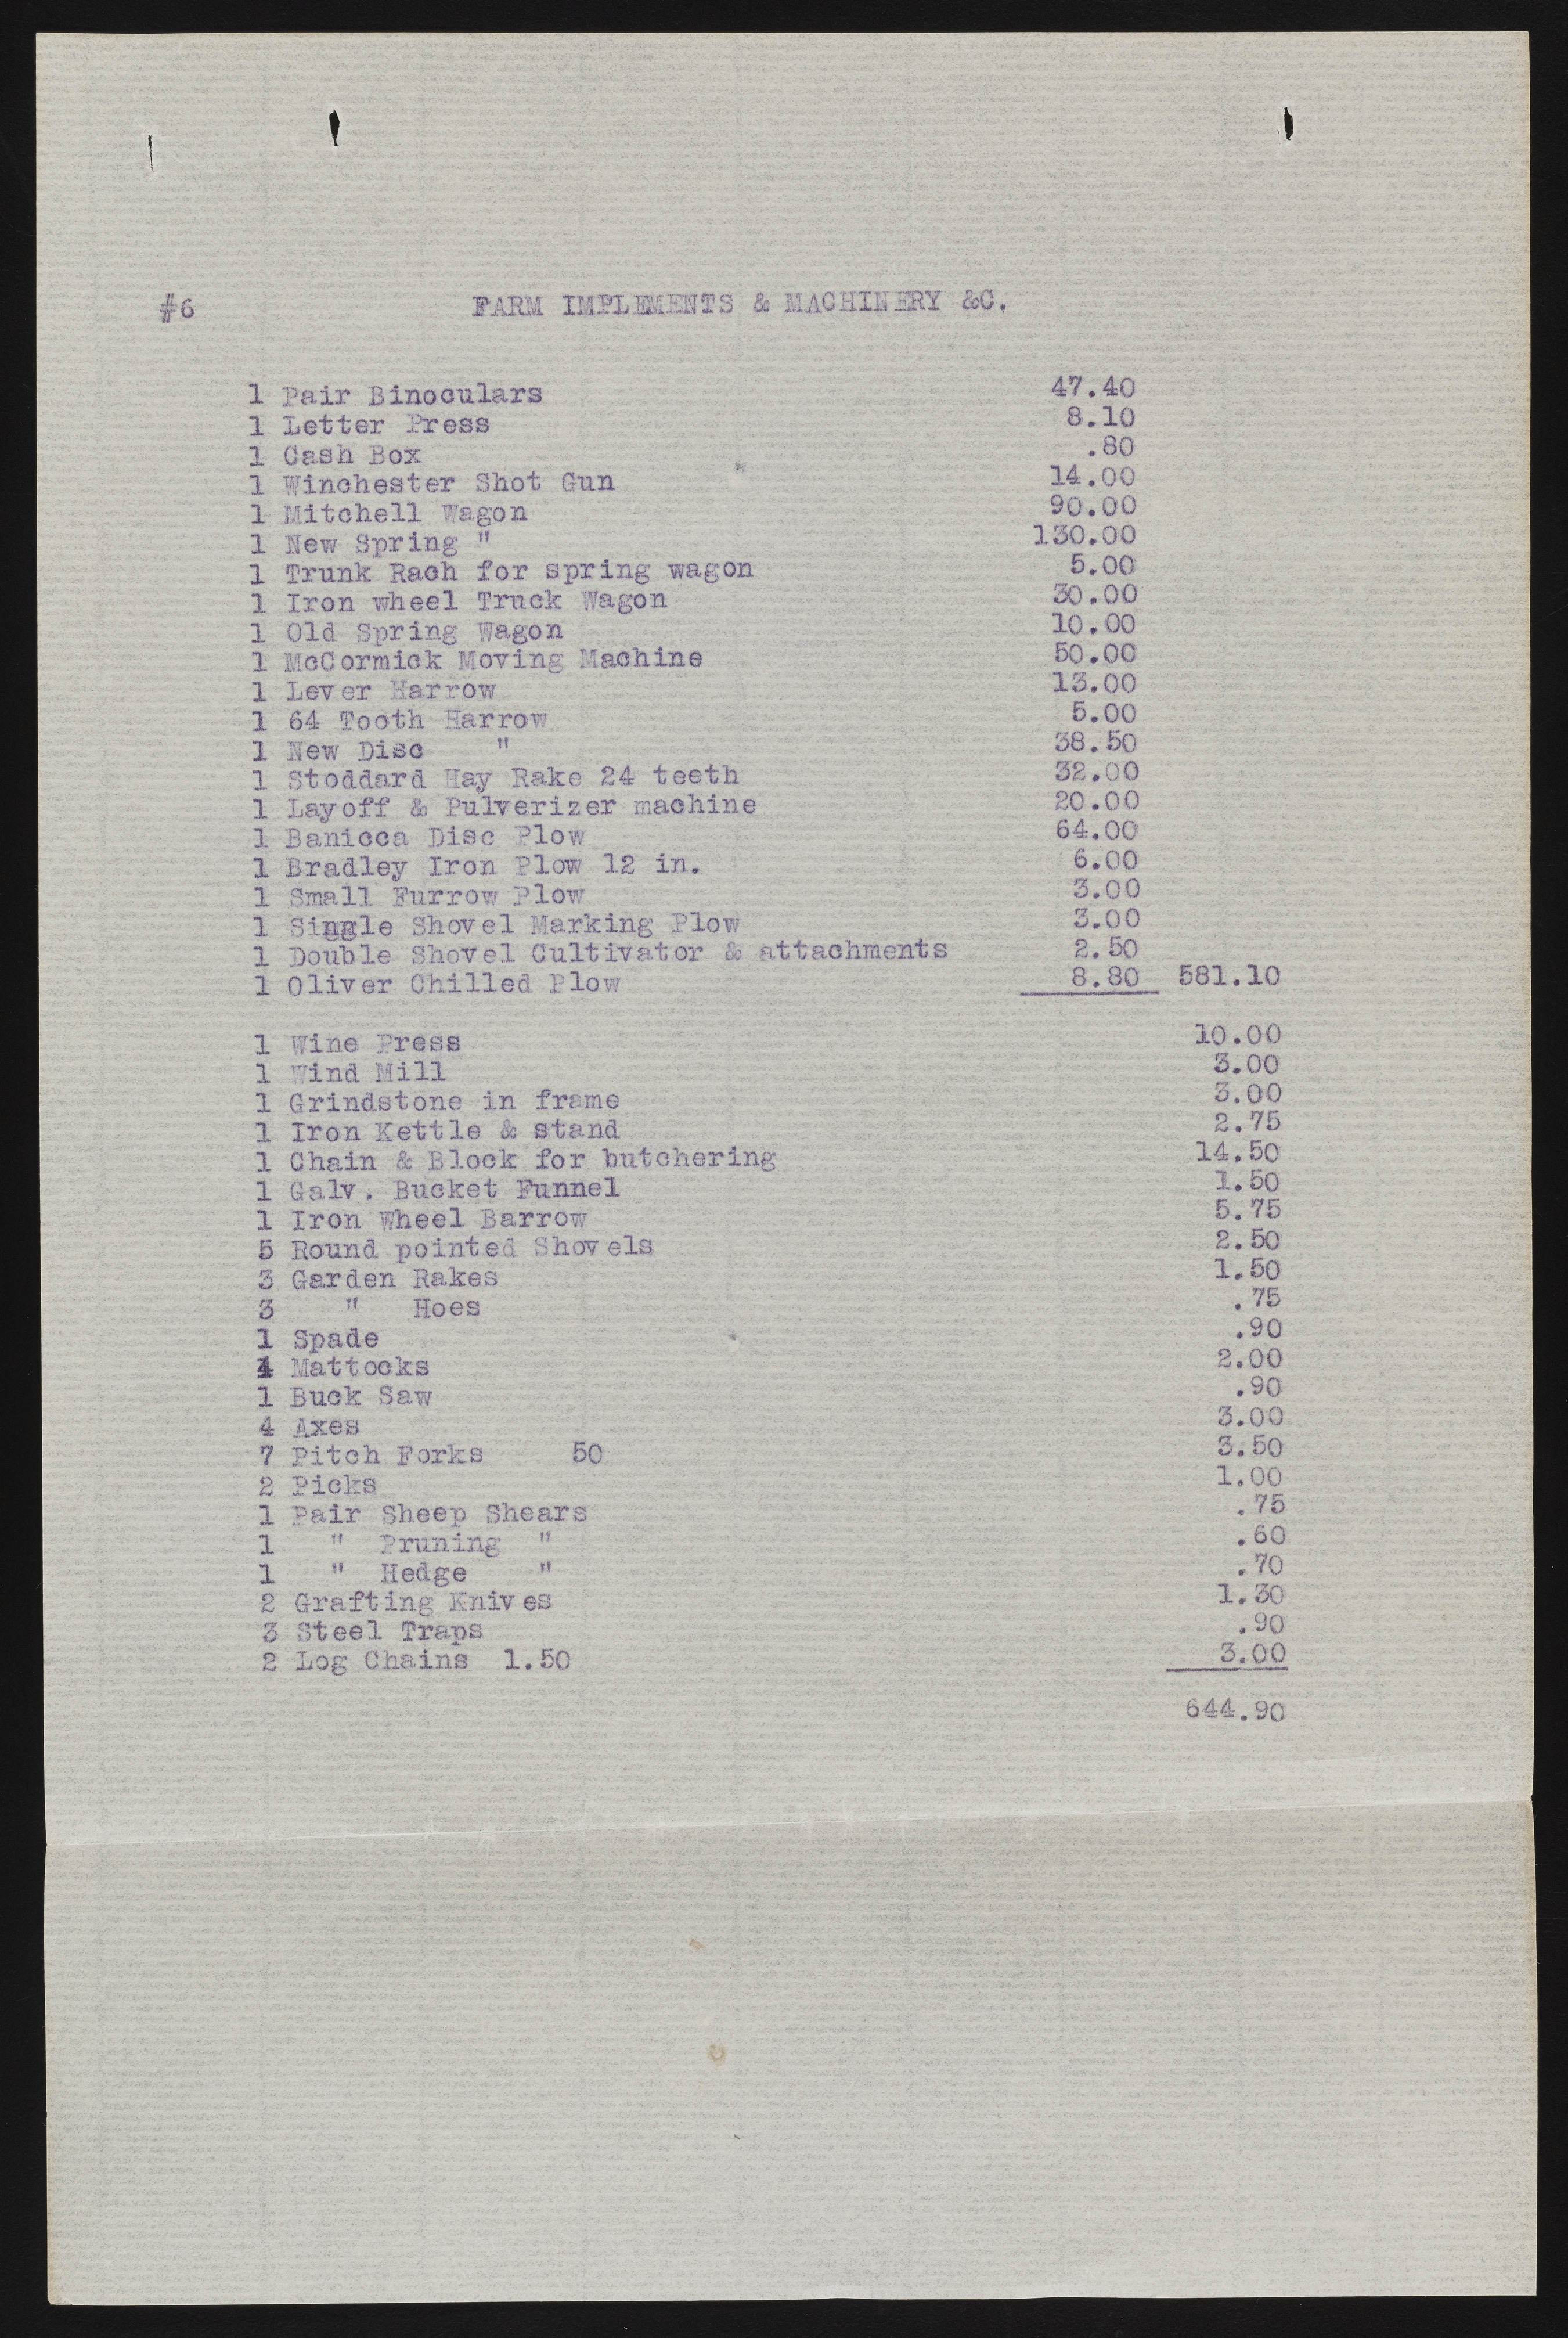 #6 FARM IMPLEMENTS & MACHINERY &C.
1 Pair Binoculars 47.40
1 Letter Press 8.10
1 Cash Box .80
1 Winchester Shot Gun 14.00
1 Mitchell Wagon 90.00
1 New Spring " 130.00
1 Trunk Rach for spring wagon 5.00
1 Iron wheel Truck Wagon 30.00
1 Old Spring Wagon 10.00
1 McCormick Moving Machine 50.00
1 Lever Harrow 13.00
1 64 Tooth Harrow 5.00
1 New Disc " 38.50
1 Stoddard Hay Rake 24 teeth 32.00
1 Layoff & Pulverizer machine 20.00
1 Banicca Disc Plow 64.00
1 Bradley Iron Plow 12 in. 6.00
1 Small Furrow Plow 3.00
1 Single Shovel Marking Plow 3.00
1 Double Shovel Cultivator & attachments 2.50
1 Oliver Chilled Plow 8.80 581.10
1 Wine Press 10.00
1 Wind Mill 3.00
1 Grindstone in frame 3.00
1 Iron Kettle & stand 2.75
1 Chain & Block for butchering 14.50
1 Galv. Bucket Funnel 1.50
1 Iron Wheel Barrow 5.75
5 Round pointed Shovels 2.50
3 Garden Rakes 1.50
3 " Hoes .75
1 Spade .90
4 Mattocks 2.00
1 Buck Saw .90
4 Axes 3.00
7 Pitch Forks 50 3.50
2 Picks 1.00
1 Pair Sheep Shears .75
1 " Pruning " .60
1 " Hedge " .70
2 Grafting Knives 1.30
3 Steel Traps .90
2 Log Chains 1.50 3.00
644.90